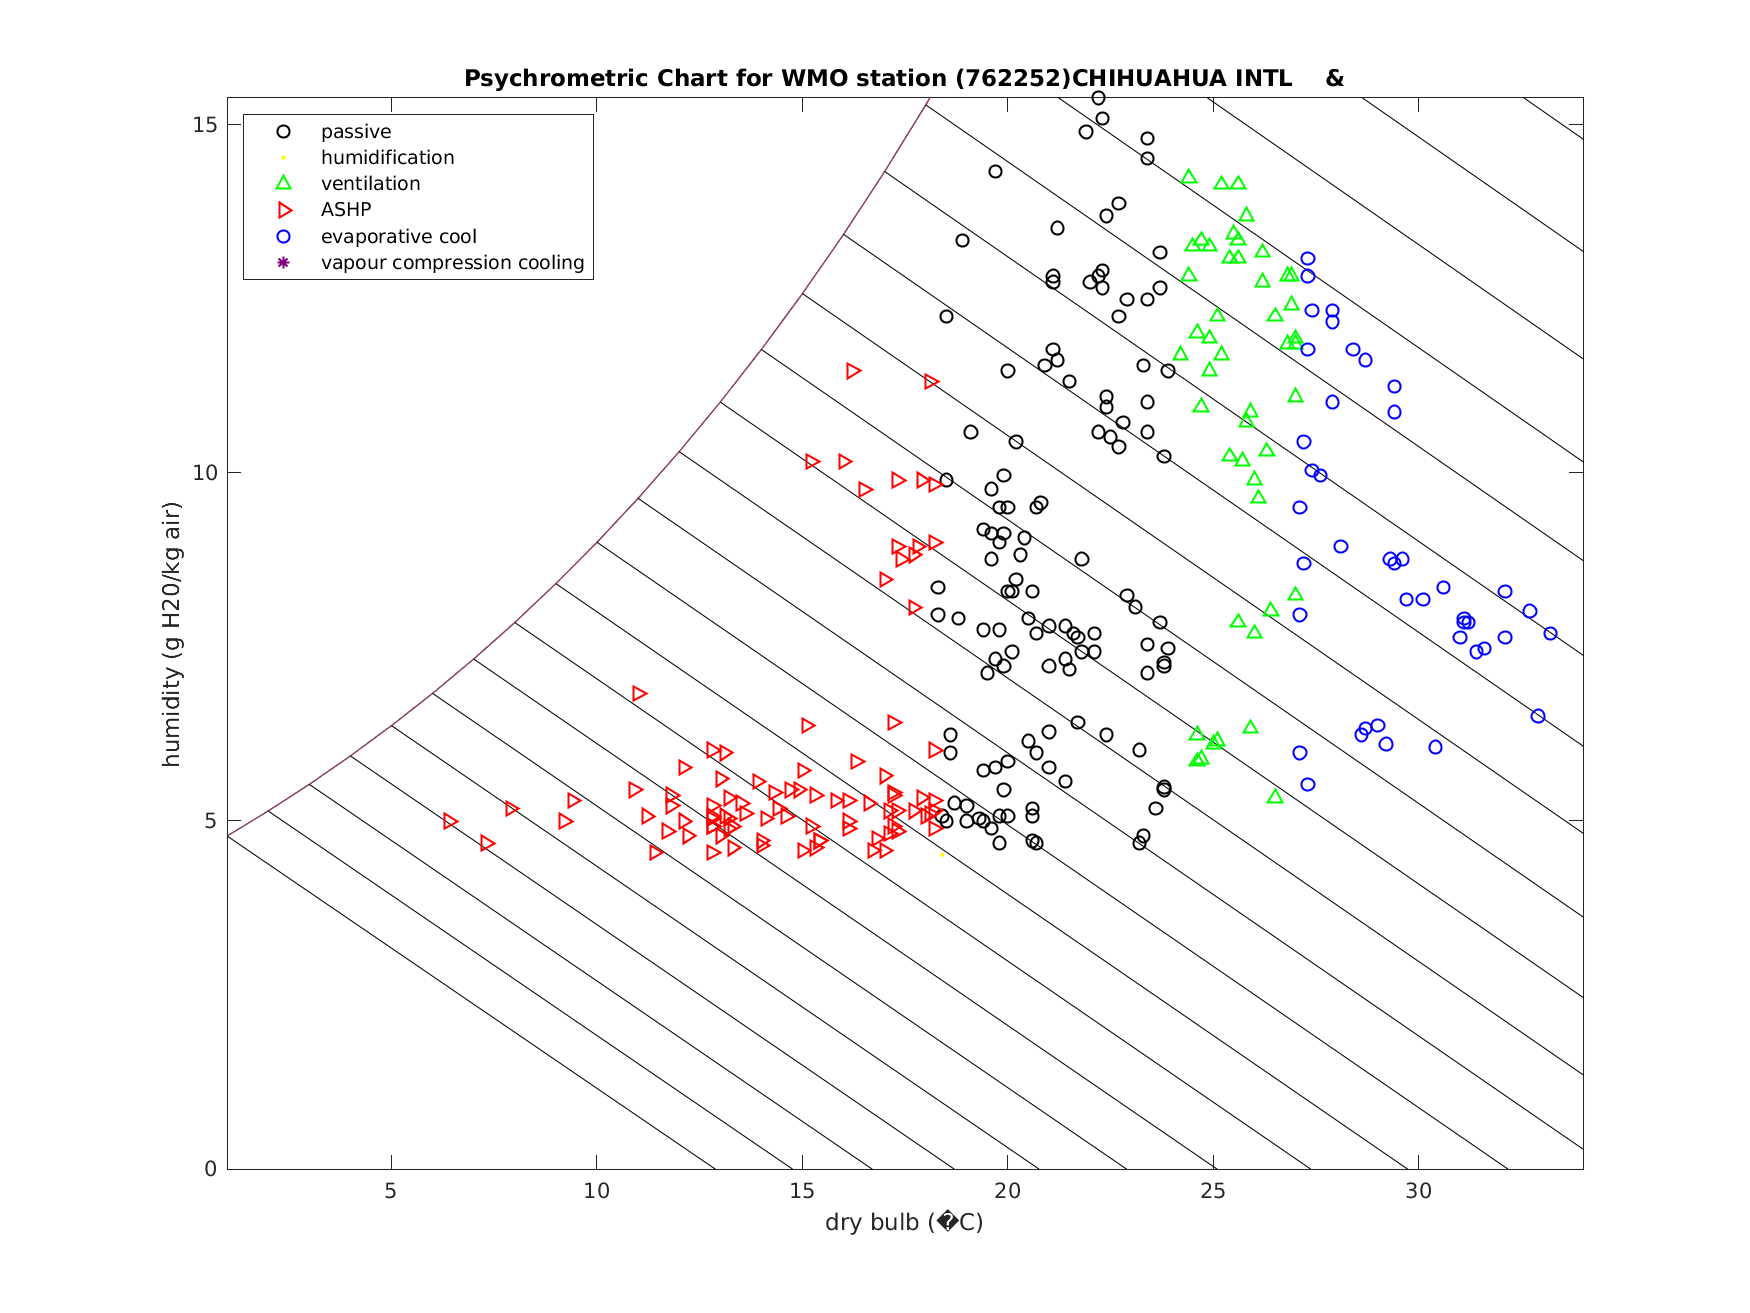 Psychrometric Chart for WMO station (762252)CHIHUAHUA INTL &
passive
humidification
ventilation
ASHP
evaporative cool
vapour compression cooling
humidity (g H20/kg air)
15
10
5
0
5 10 15 20 25 30
dry bulb (�C)